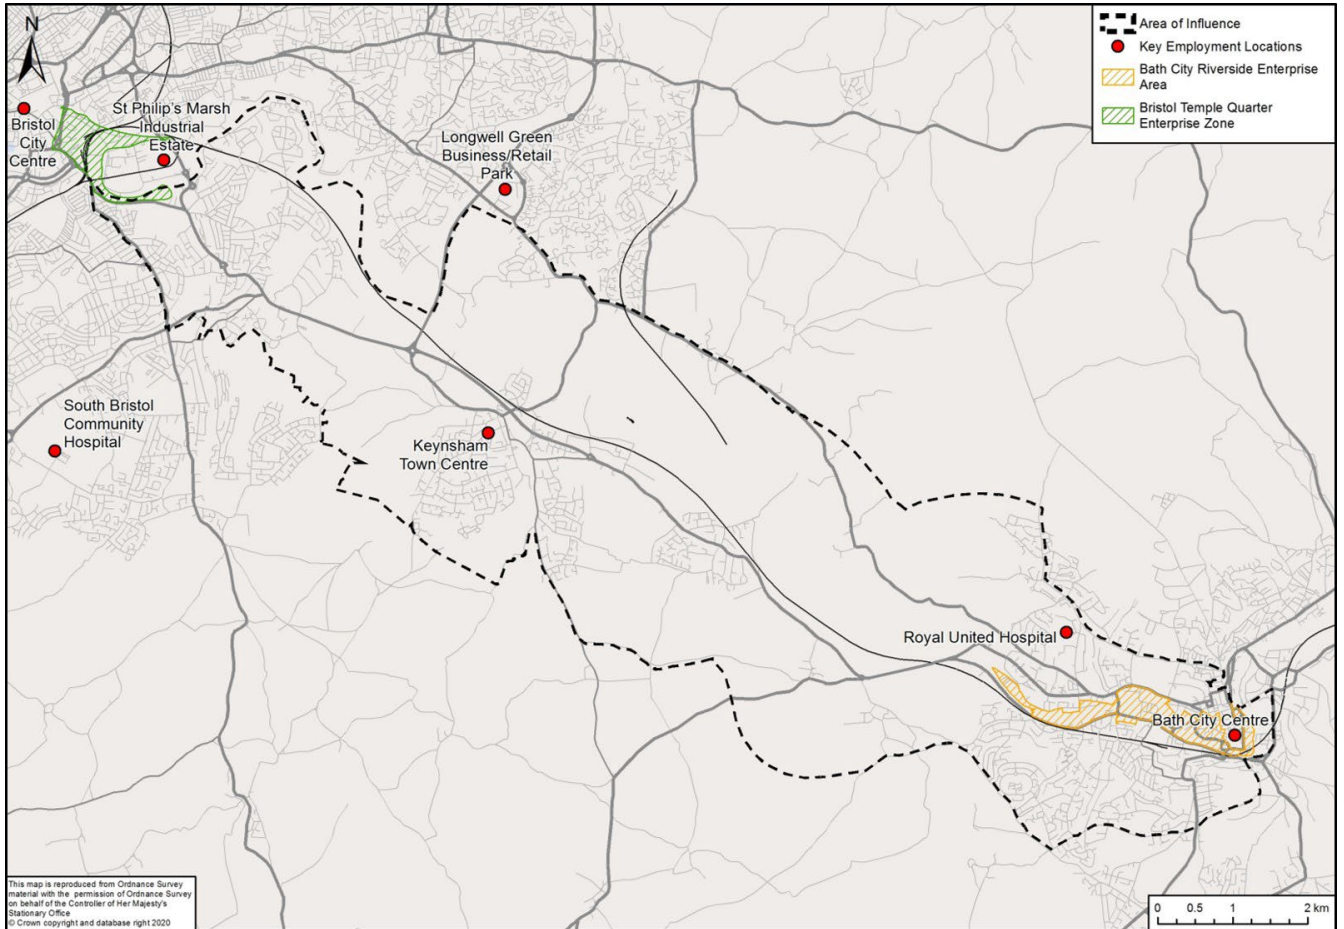 N
Area of Influence
Key Employment Locations
Bath City Riverside Enterprise
Area
Bristol Temple Quarter
Enterprise Zone
St Philip's Marsh
Industrial
Estate
Bristol
City
Centre
Longwell Green
Business/Retail
Park
South Bristol
Community
Hospital
Keynsham
Town Centre
Royal United Hospital
Bath City Centre
This map is reproduced from Ordnance Survey
material with the permission of Ordnance Survey
on behalf of the Controller of Her Majesty's
Stationary Office
© Crown copyright and database right 2020
0 0.5 1 2 km